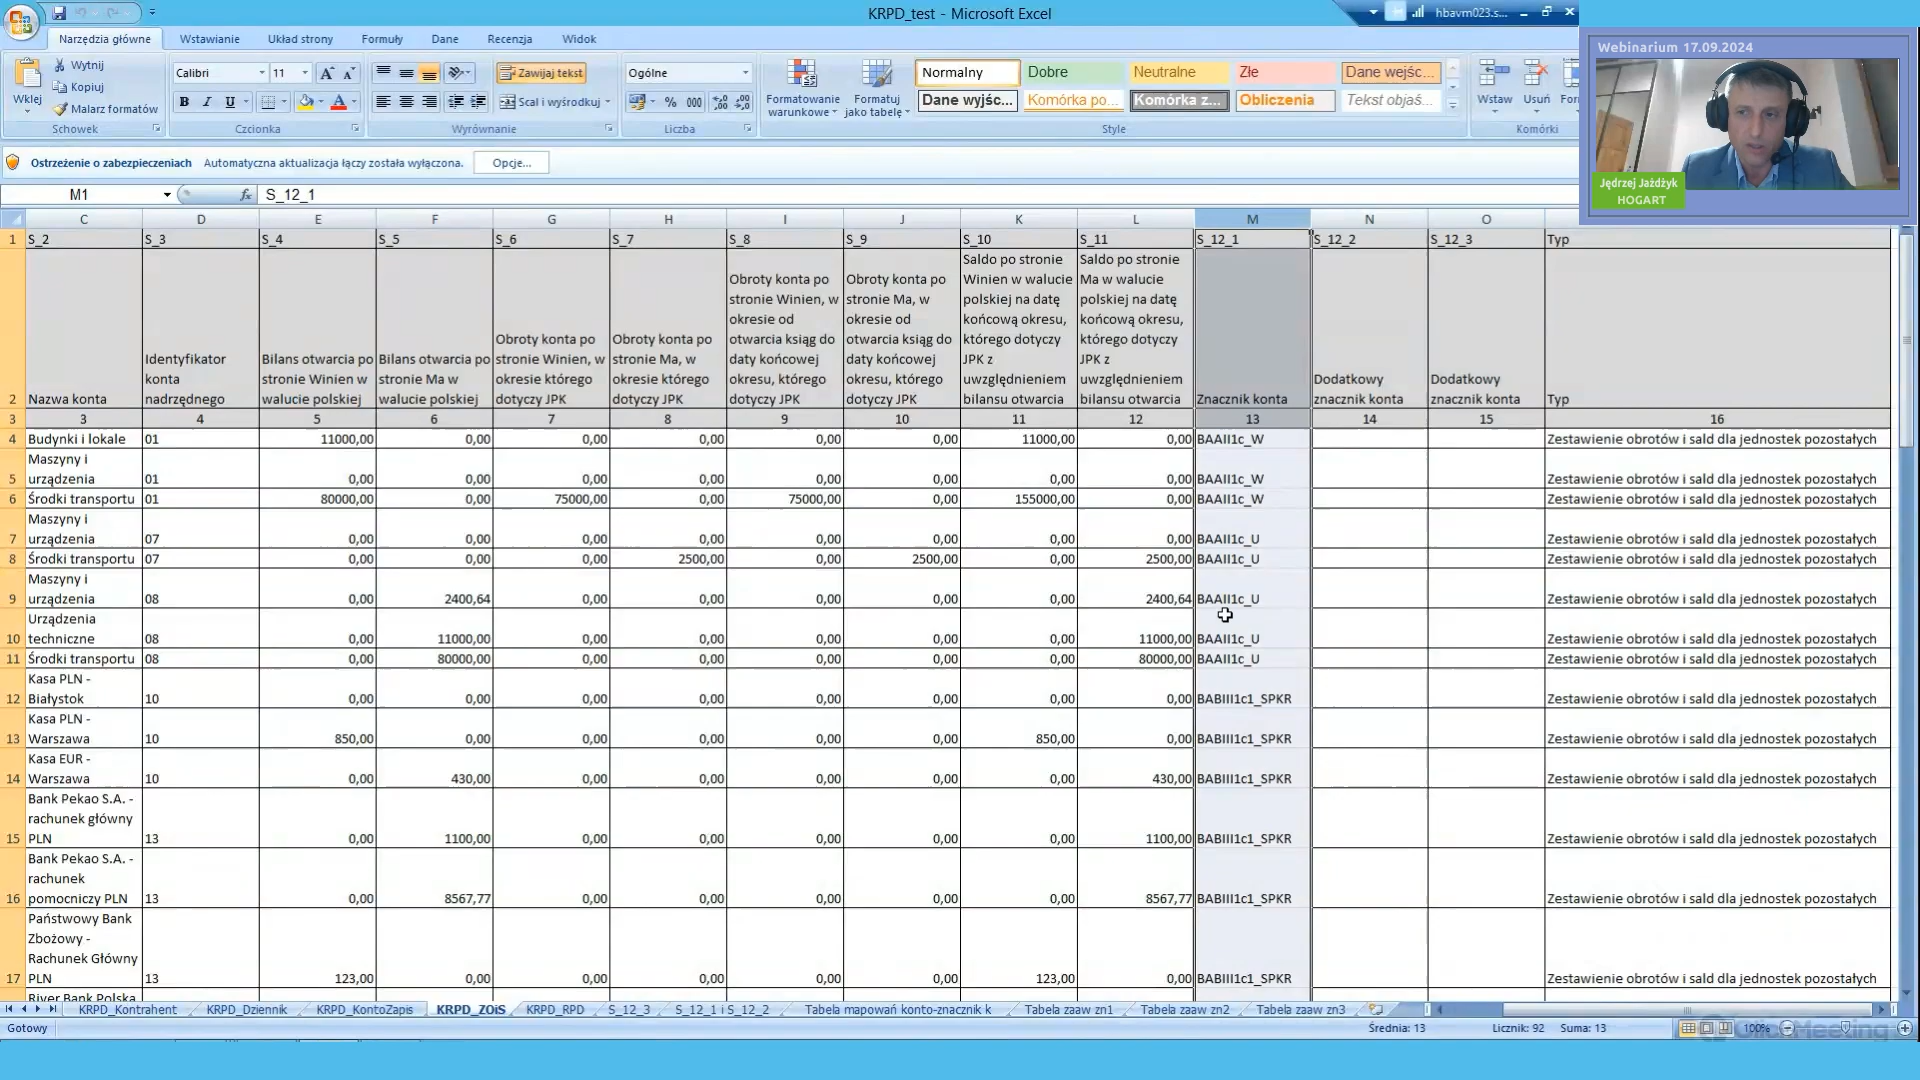 KRPD_test - Microsoft Excel
hbavm023.s...
Narzędzia główne Wstawianie Układ strony Formuły Dane Recenzja Widok
Wklej
Wytnij
Kopiuj
Malarz formatów
Schowek
Calibri 11
B I U
Czcionka
Zawijaj tekst
Scal i wyśrodkuj
Wyrównanie
Ogólne
% 000
Liczba
Formatowanie warunkowe
Formatuj jako tabelę
Normalny Dobre Neutralne Złe Dane wejśc...
Dane wyjśc... Komórka po... Komórka z... Obliczenia Tekst objaś...
Style
Wstaw Usuń
Komórki
Webinarium 17.09.2024
Jędrzej Jażdżyk
HOGART
Ostrzeżenie o zabezpieczeniach Automatyczna aktualizacja łączy została wyłączona. Opcje...
M1 fx S_12_1
C D E F G H I J K L M N O
1 S_2 S_3 S_4 S_5 S_6 S_7 S_8 S_9 S_10 S_11 S_12_1 S_12_2 S_12_3 Typ
2 Nazwa konta
Identyfikator konta nadrzędnego
Bilans otwarcia po stronie Winien w walucie polskiej
Bilans otwarcia po stronie Ma w walucie polskiej
Obroty konta po stronie Winien, w okresie którego dotyczy JPK
Obroty konta po stronie Ma, w okresie którego dotyczy JPK
Obroty konta po stronie Winien, w okresie od otwarcia ksiąg do daty końcowej okresu, którego dotyczy JPK
Obroty konta po stronie Ma, w okresie od otwarcia ksiąg do daty końcowej okresu, którego dotyczy JPK
Saldo po stronie Winien w walucie polskiej na datę końcową okresu, którego dotyczy JPK z uwzględnieniem bilansu otwarcia
Saldo po stronie Ma w walucie polskiej na datę końcową okresu, którego dotyczy JPK z uwzględnieniem bilansu otwarcia
Znacznik konta
Dodatkowy znacznik konta
Dodatkowy znacznik konta
Typ
3 3 4 5 6 7 8 9 10 11 12 13 14 15 16
4 Budynki i lokale 01 11000,00 0,00 0,00 0,00 0,00 0,00 11000,00 0,00 BAAII1c_W Zestawienie obrotów i sald dla jednostek pozostałych
5 Maszyny i urządzenia 01 0,00 0,00 0,00 0,00 0,00 0,00 0,00 0,00 BAAII1c_W Zestawienie obrotów i sald dla jednostek pozostałych
6 Środki transportu 01 80000,00 0,00 75000,00 0,00 75000,00 0,00 155000,00 0,00 BAAII1c_W Zestawienie obrotów i sald dla jednostek pozostałych
7 Maszyny i urządzenia 07 0,00 0,00 0,00 0,00 0,00 0,00 0,00 0,00 BAAII1c_U Zestawienie obrotów i sald dla jednostek pozostałych
8 Środki transportu 07 0,00 0,00 0,00 2500,00 0,00 2500,00 0,00 2500,00 BAAII1c_U Zestawienie obrotów i sald dla jednostek pozostałych
9 Maszyny i urządzenia 08 0,00 2400,64 0,00 0,00 0,00 0,00 0,00 2400,64 BAAII1c_U Zestawienie obrotów i sald dla jednostek pozostałych
10 Urządzenia techniczne 08 0,00 11000,00 0,00 0,00 0,00 0,00 0,00 11000,00 BAAII1c_U Zestawienie obrotów i sald dla jednostek pozostałych
11 Środki transportu 08 0,00 80000,00 0,00 0,00 0,00 0,00 0,00 80000,00 BAAII1c_U Zestawienie obrotów i sald dla jednostek pozostałych
12 Kasa PLN - Białystok 10 0,00 0,00 0,00 0,00 0,00 0,00 0,00 0,00 BABIII1c1_SPKR Zestawienie obrotów i sald dla jednostek pozostałych
13 Kasa PLN - Warszawa 10 850,00 0,00 0,00 0,00 0,00 0,00 850,00 0,00 BABIII1c1_SPKR Zestawienie obrotów i sald dla jednostek pozostałych
14 Kasa EUR - Warszawa 10 0,00 430,00 0,00 0,00 0,00 0,00 0,00 430,00 BABIII1c1_SPKR Zestawienie obrotów i sald dla jednostek pozostałych
15 Bank Pekao S.A. - rachunek główny PLN 13 0,00 1100,00 0,00 0,00 0,00 0,00 0,00 1100,00 BABIII1c1_SPKR Zestawienie obrotów i sald dla jednostek pozostałych
16 Bank Pekao S.A. - rachunek pomocniczy PLN 13 0,00 8567,77 0,00 0,00 0,00 0,00 0,00 8567,77 BABIII1c1_SPKR Zestawienie obrotów i sald dla jednostek pozostałych
17 Państwowy Bank Zbożowy - Rachunek Główny PLN 13 123,00 0,00 0,00 0,00 0,00 0,00 123,00 0,00 BABIII1c1_SPKR Zestawienie obrotów i sald dla jednostek pozostałych
River Bank Polska
KRPD_Kontrahent KRPD_Dziennik KRPD_KontoZapis KRPD_ZOiS KRPD_RPD S_12_3 S_12_1 i S_12_2 Tabela mapowań konto-znacznik k Tabela zaaw zn1 Tabela zaaw zn2 Tabela zaaw zn3
Gotowy Średnia: 13 Licznik: 92 Suma: 13 100%
ClickMeeting